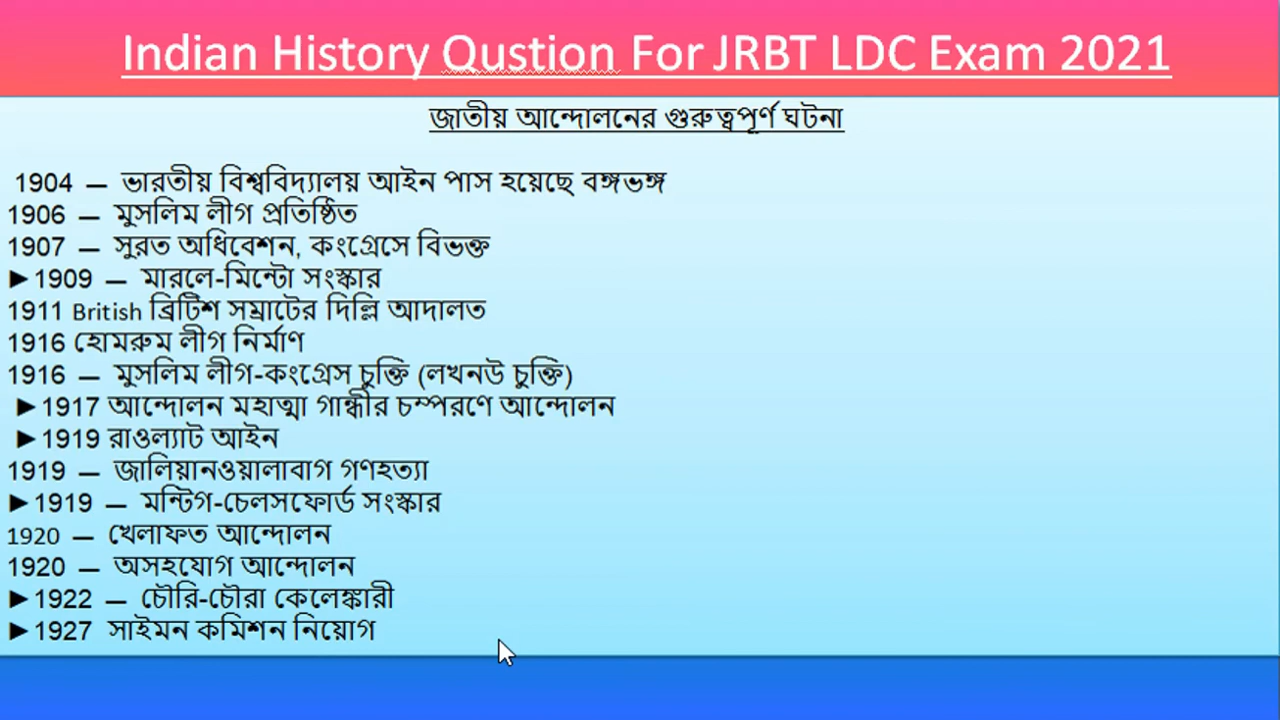 Indian History Qustion For JRBT LDC Exam 2021
জাতীয় আন্দোলনের গুরুত্বপূর্ণ ঘটনা
1904 — ভারতীয় বিশ্ববিদ্যালয় আইন পাস হয়েছে বঙ্গভঙ্গ
1906 — মুসলিম লীগ প্রতিষ্ঠিত
1907 — সুরত অধিবেশন, কংগ্রেসে বিভক্ত
►1909 — মারলে-মিন্টো সংস্কার
1911 British ব্রিটিশ সম্রাটের দিল্লি আদালত
1916 হোমরুম লীগ নির্মাণ
1916 — মুসলিম লীগ-কংগ্রেস চুক্তি (লখনউ চুক্তি)
►1917 আন্দোলন মহাত্মা গান্ধীর চম্পরণে আন্দোলন
►1919 রাওল্যাট আইন
1919 — জালিয়ানওয়ালাবাগ গণহত্যা
►1919 — মন্টিগ-চেলসফোর্ড সংস্কার
1920 — খেলাফত আন্দোলন
1920 — অসহযোগ আন্দোলন
►1922 — চৌরি-চৌরা কেলেঙ্কারী
►1927 সাইমন কমিশন নিয়োগ